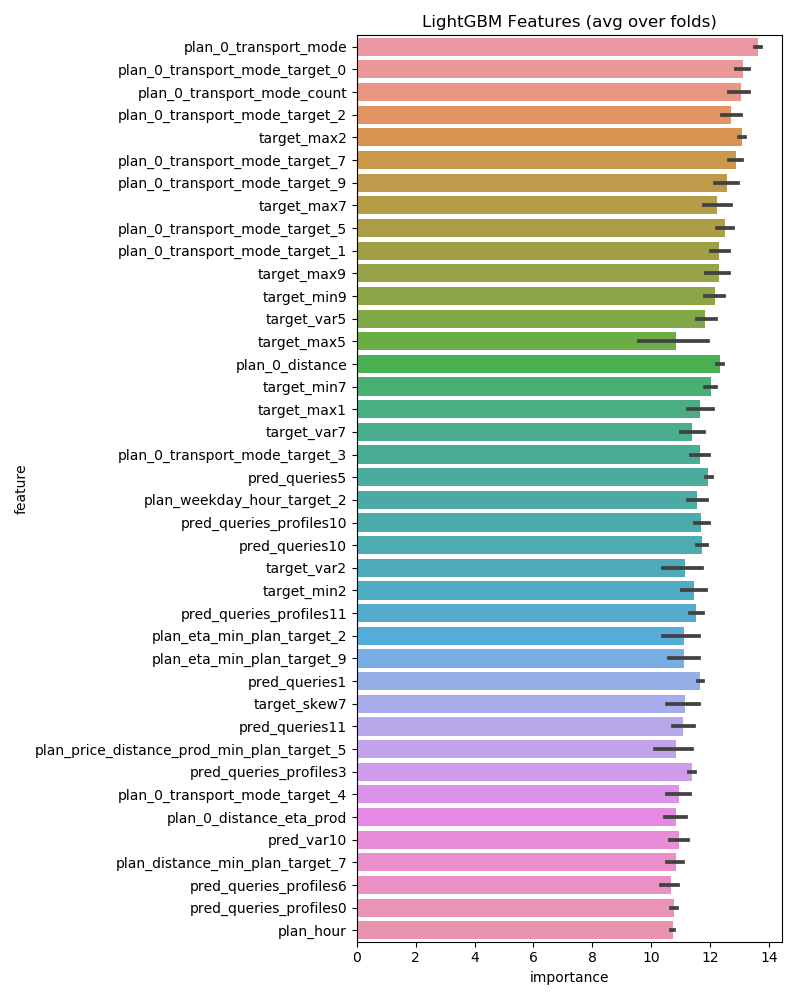 LightGBM Features (avg over folds)
plan_0_transport_mode
plan_0_transport_mode_target_0
plan_0_transport_mode_count
plan_0_transport_mode_target_2
target_max2
plan_0_transport_mode_target_7
plan_0_transport_mode_target_9
target_max7
plan_0_transport_mode_target_5
plan_0_transport_mode_target_1
target_max9
target_min9
target_var5
target_max5
plan_0_distance
target_min7
target_max1
target_var7
plan_0_transport_mode_target_3
pred_queries5
plan_weekday_hour_target_2
pred_queries_profiles10
pred_queries10
target_var2
target_min2
pred_queries_profiles11
plan_eta_min_plan_target_2
plan_eta_min_plan_target_9
pred_queries1
target_skew7
pred_queries11
plan_price_distance_prod_min_plan_target_5
pred_queries_profiles3
plan_0_transport_mode_target_4
plan_0_distance_eta_prod
pred_var10
plan_distance_min_plan_target_7
pred_queries_profiles6
pred_queries_profiles0
plan_hour
feature
0 2 4 6 8 10 12 14
importance